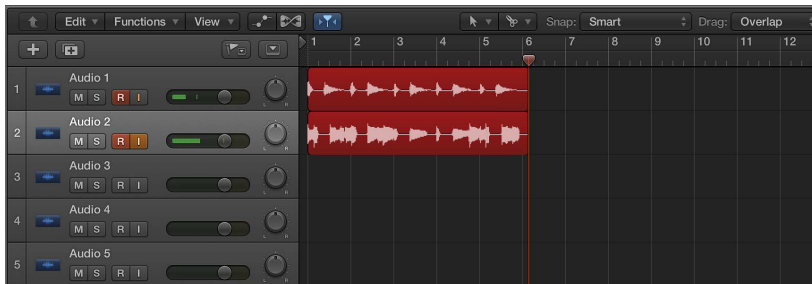 Edit Functions View Snap: Smart Drag: Overlap
1 2 3 4 5 6 7 8 9 10 11 12
1 Audio 1
M S R I L R
2 Audio 2
M S R I L R
3 Audio 3
M S R I L R
4 Audio 4
M S R I L R
5 Audio 5
M S R I L R